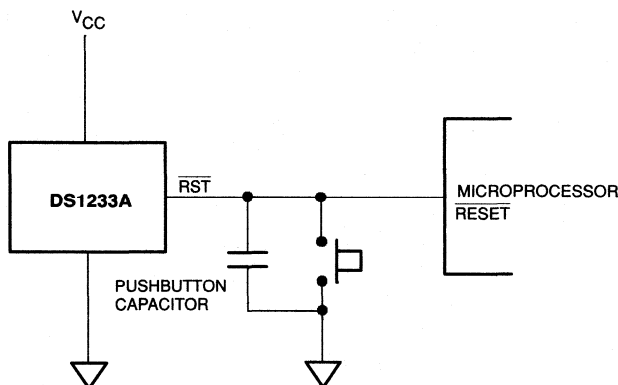 VCC
DS1233A
RST
MICROPROCESSOR
RESET
PUSHBUTTON
CAPACITOR